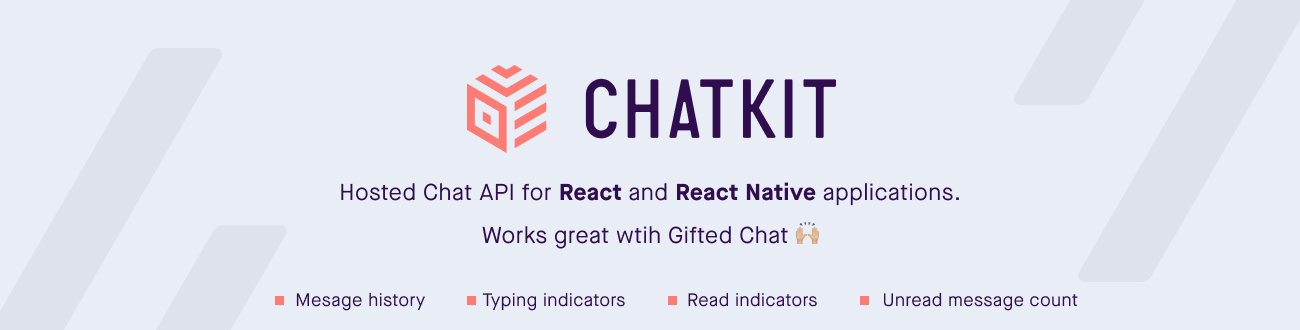 CHATKIT
Hosted Chat API for React and React Native applications.
Works great wtih Gifted Chat 🙌🏼
Mesage history Typing indicators Read indicators Unread message count